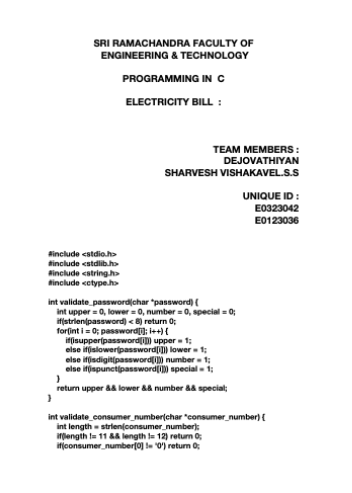 SRI RAMACHANDRA FACULTY OF
ENGINEERING & TECHNOLOGY
PROGRAMMING IN C
ELECTRICITY BILL :
TEAM MEMBERS :
DEJOVATHIYAN
SHARVESH VISHAKAVEL.S.S
UNIQUE ID :
E0323042
E0123036
#include <stdio.h>
#include <stdlib.h>
#include <string.h>
#include <ctype.h>
int validate_password(char *password) {
int upper = 0, lower = 0, number = 0, special = 0;
if(strlen(password) < 8) return 0;
for(int i = 0; password[i]; i++) {
if(isupper(password[i])) upper = 1;
else if(islower(password[i])) lower = 1;
else if(isdigit(password[i])) number = 1;
else if(ispunct(password[i])) special = 1;
}
return upper && lower && number && special;
}
int validate_consumer_number(char *consumer_number) {
int length = strlen(consumer_number);
if(length != 11 && length != 12) return 0;
if(consumer_number[0] != '0') return 0;